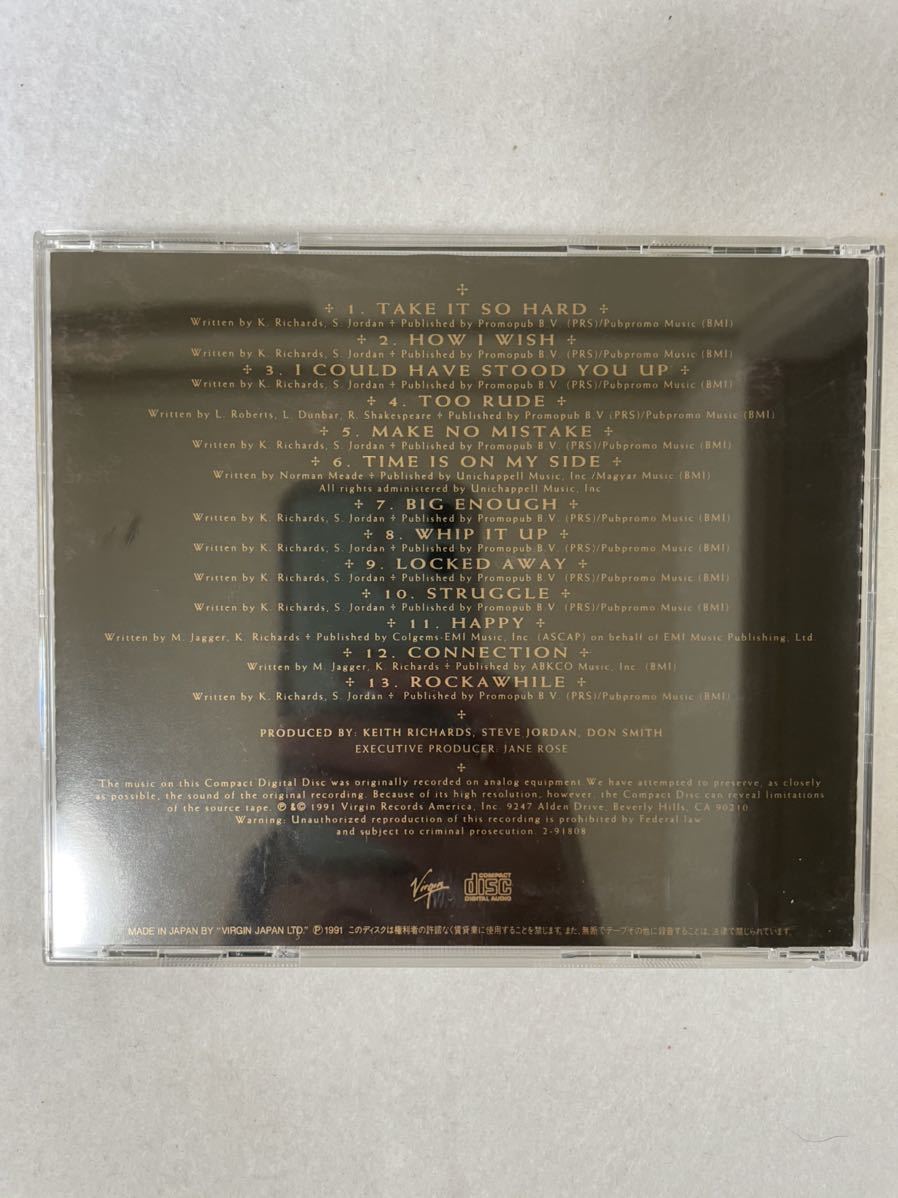 ✢ 1. TAKE IT SO HARD ✢
Written by K. Richards, S. Jordan ✢ Published by Promopub B.V. (PRS)/Pubpromo Music (BMI)
✢ 2. HOW I WISH ✢
Written by K. Richards, S. Jordan ✢ Published by Promopub B.V. (PRS)/Pubpromo Music (BMI)
✢ 3. I COULD HAVE STOOD YOU UP ✢
Written by K. Richards, S. Jordan ✢ Published by Promopub B.V. (PRS)/Pubpromo Music (BMI)
✢ 4. TOO RUDE ✢
Written by L. Roberts, L. Dunbar, R. Shakespeare ✢ Published by Promopub B.V (PRS)/Pubpromo Music (BMI)
✢ 5. MAKE NO MISTAKE ✢
Written by K. Richards, S. Jordan ✢ Published by Promopub B.V. (PRS)/Pubpromo Music (BMI)
✢ 6. TIME IS ON MY SIDE ✢
Written by Norman Meade ✢ Published by Unichappell Music, Inc /Magyar Music (BMI)
All rights administered by Unichappell Music, Inc
✢ 7. BIG ENOUGH ✢
Written by K. Richards, S. Jordan ✢ Published by Promopub B.V. (PRS)/Pubpromo Music (BMI)
✢ 8. WHIP IT UP ✢
Written by K. Richards, S. Jordan ✢ Published by Promopub B.V. (PRS)/Pubpromo Music (BMI)
✢ 9. LOCKED AWAY ✢
Written by K. Richards, S. Jordan ✢ Published by Promopub B.V. (PRS)/Pubpromo Music (BMI)
✢ 10. STRUGGLE ✢
Written by K. Richards, S. Jordan ✢ Published by Promopub B.V. (PRS)/Pubpromo Music (BMI)
✢ 11. HAPPY ✢
Written by M. Jagger, K. Richards ✢ Published by Colgems-EMI Music, Inc. (ASCAP) on behalf of EMI Music Publishing, Ltd.
✢ 12. CONNECTION ✢
Written by M. Jagger, K. Richards ✢ Published by ABKCO Music, Inc. (BMI)
✢ 13. ROCKAWHILE ✢
Written by K. Richards, S. Jordan ✢ Published by Promopub B.V. (PRS)/Pubpromo Music (BMI)
PRODUCED BY: KEITH RICHARDS, STEVE JORDAN, DON SMITH
EXECUTIVE PRODUCER: JANE ROSE
The music on this Compact Digital Disc was originally recorded on analog equipment. We have attempted to preserve, as closely
as possible, the sound of the original recording. Because of its high resolution, however, the Compact Disc can reveal limitations
of the source tape. ℗ &© 1991 Virgin Records America, Inc. 9247 Alden Drive, Beverly Hills, CA 90210
Warning: Unauthorized reproduction of this recording is prohibited by Federal law
and subject to criminal prosecution. 2-91808
Virgin COMPACT disc DIGITAL AUDIO
MADE IN JAPAN BY "VIRGIN JAPAN LTD." ℗1991 このディスクは権利者の許諾なく賃貸業に使用することを禁じます。また、無断でテープその他に録音することは、法律で禁じられています。